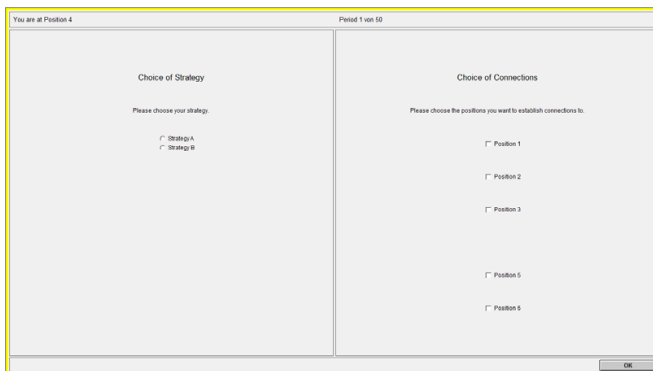 You are at Position 4
Period 1 von 50
Choice of Strategy
Please choose your strategy.
Strategy A
Strategy B
Choice of Connections
Please choose the positions you want to establish connections to.
Position 1
Position 2
Position 3
Position 5
Position 6
OK